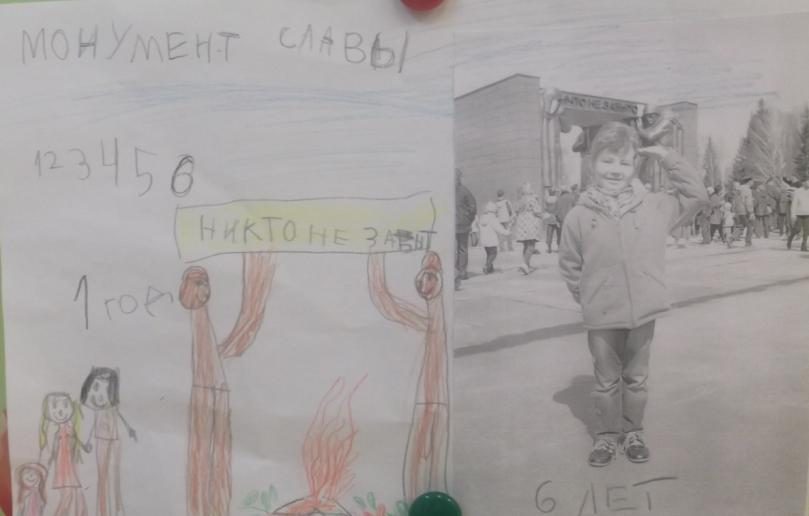 МОНУМЕНТ СЛАВЫ
123456
НИКТО НЕ ЗАБЫТ
1 год
НИКТО НЕ ЗАБЫТ
6 ЛЕТ